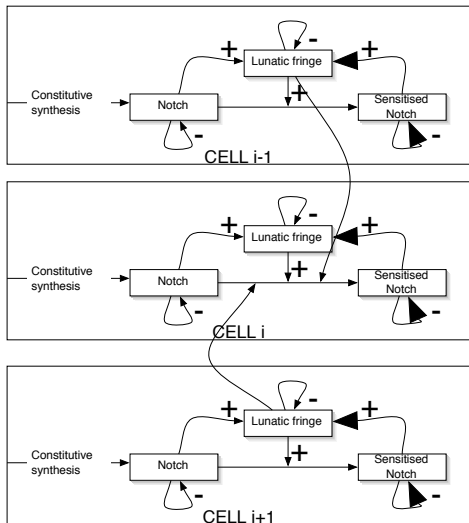 + - +
Lunatic fringe
Constitutive
synthesis
Notch
+
Sensitised
Notch
- -
CELL i-1
+ - +
Lunatic fringe
Constitutive
synthesis
Notch
+
Sensitised
Notch
- -
CELL i
+ - +
Lunatic fringe
Constitutive
synthesis
Notch
+
Sensitised
Notch
- -
CELL i+1